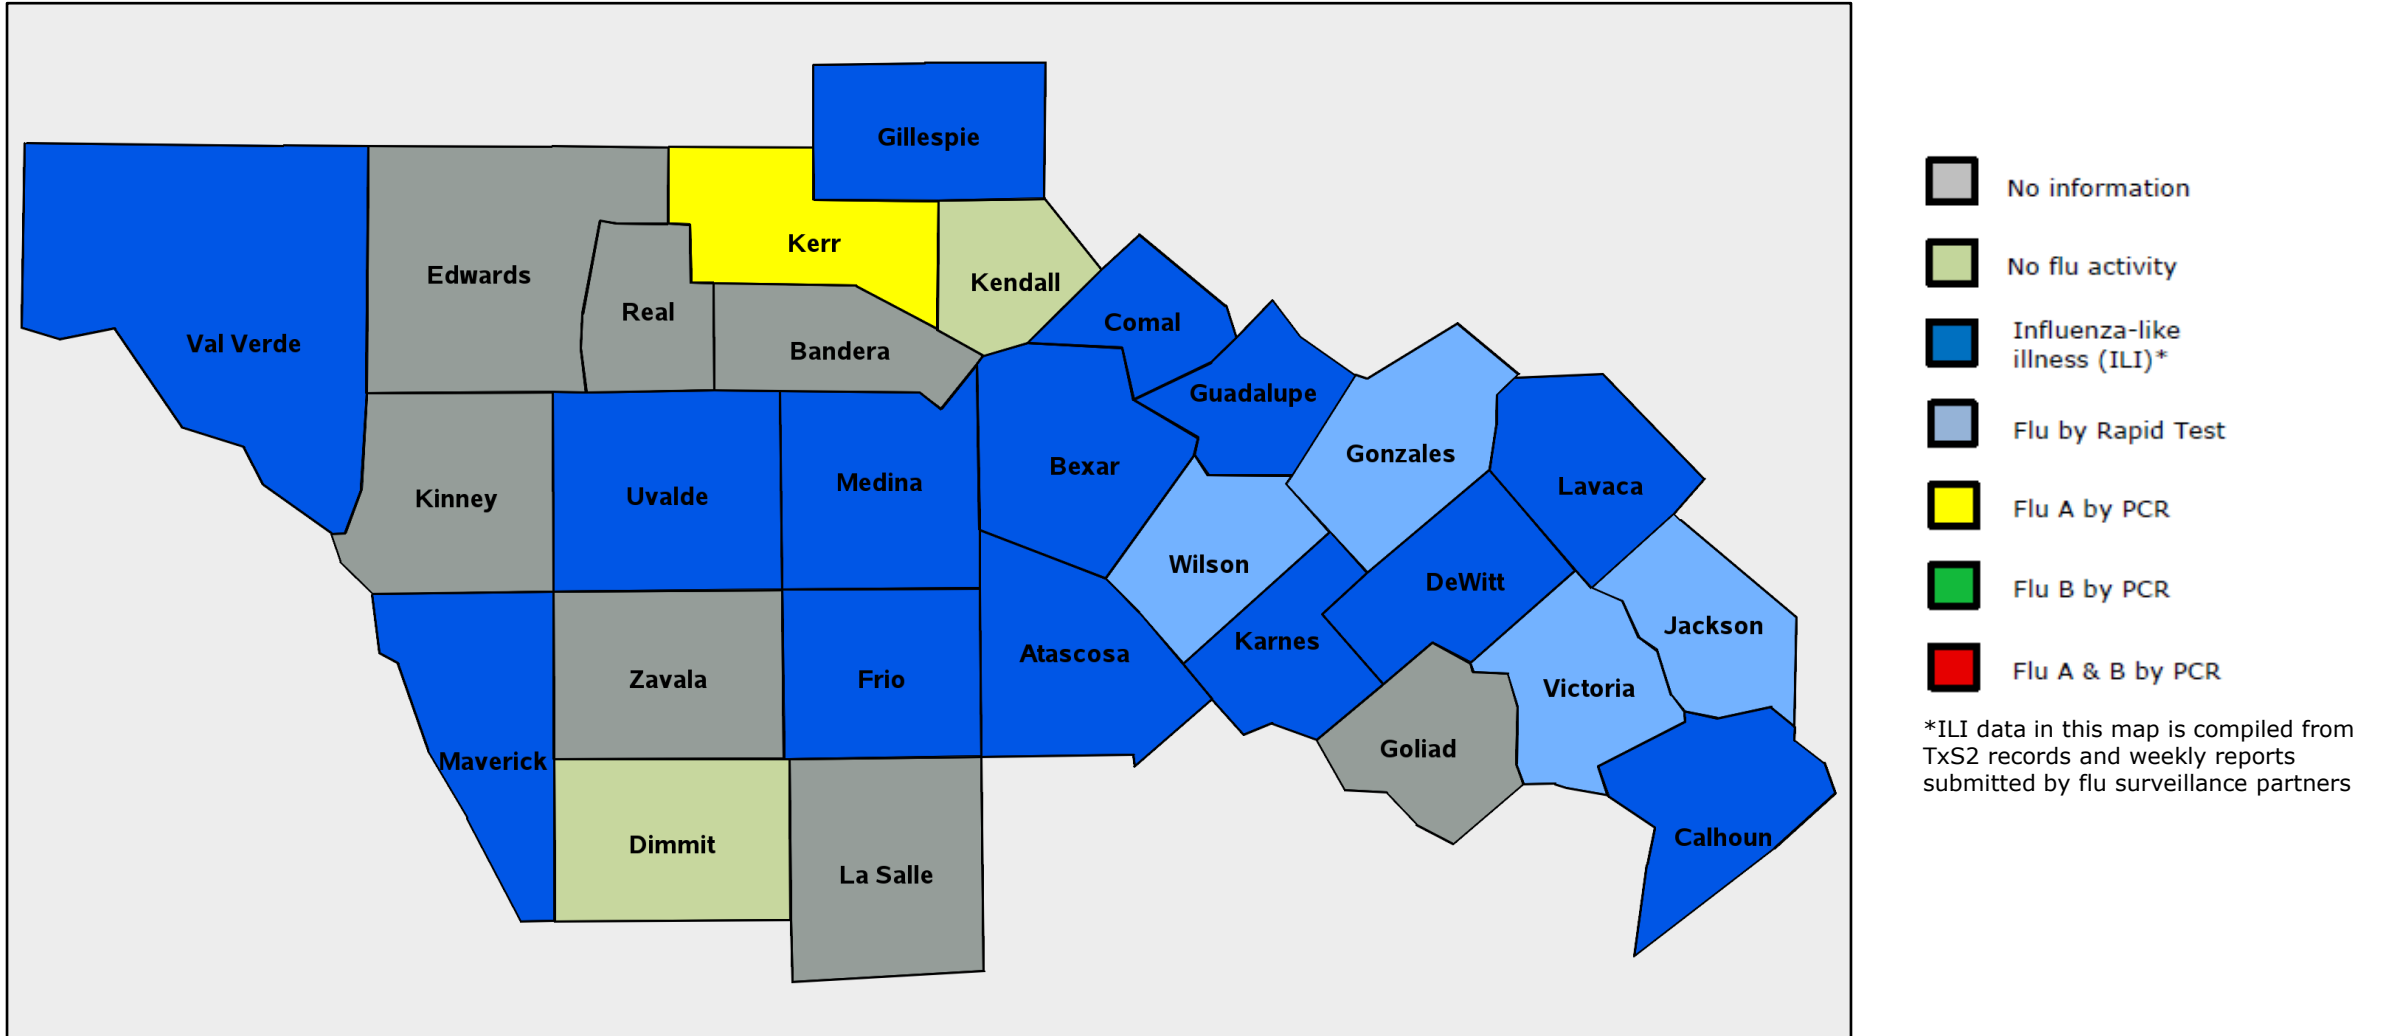 Gillespie
Kerr
Edwards
Kendall
Real
Comal
Val Verde
Bandera
Guadalupe
Gonzales
Bexar
Medina
Lavaca
Uvalde
Kinney
Wilson
DeWitt
Jackson
Karnes
Atascosa
Zavala
Frio
Victoria
Goliad
Maverick
Calhoun
Dimmit
La Salle
No information
No flu activity
Influenza-like
illness (ILI)*
Flu by Rapid Test
Flu A by PCR
Flu B by PCR
Flu A & B by PCR
*ILI data in this map is compiled from
TxS2 records and weekly reports
submitted by flu surveillance partners